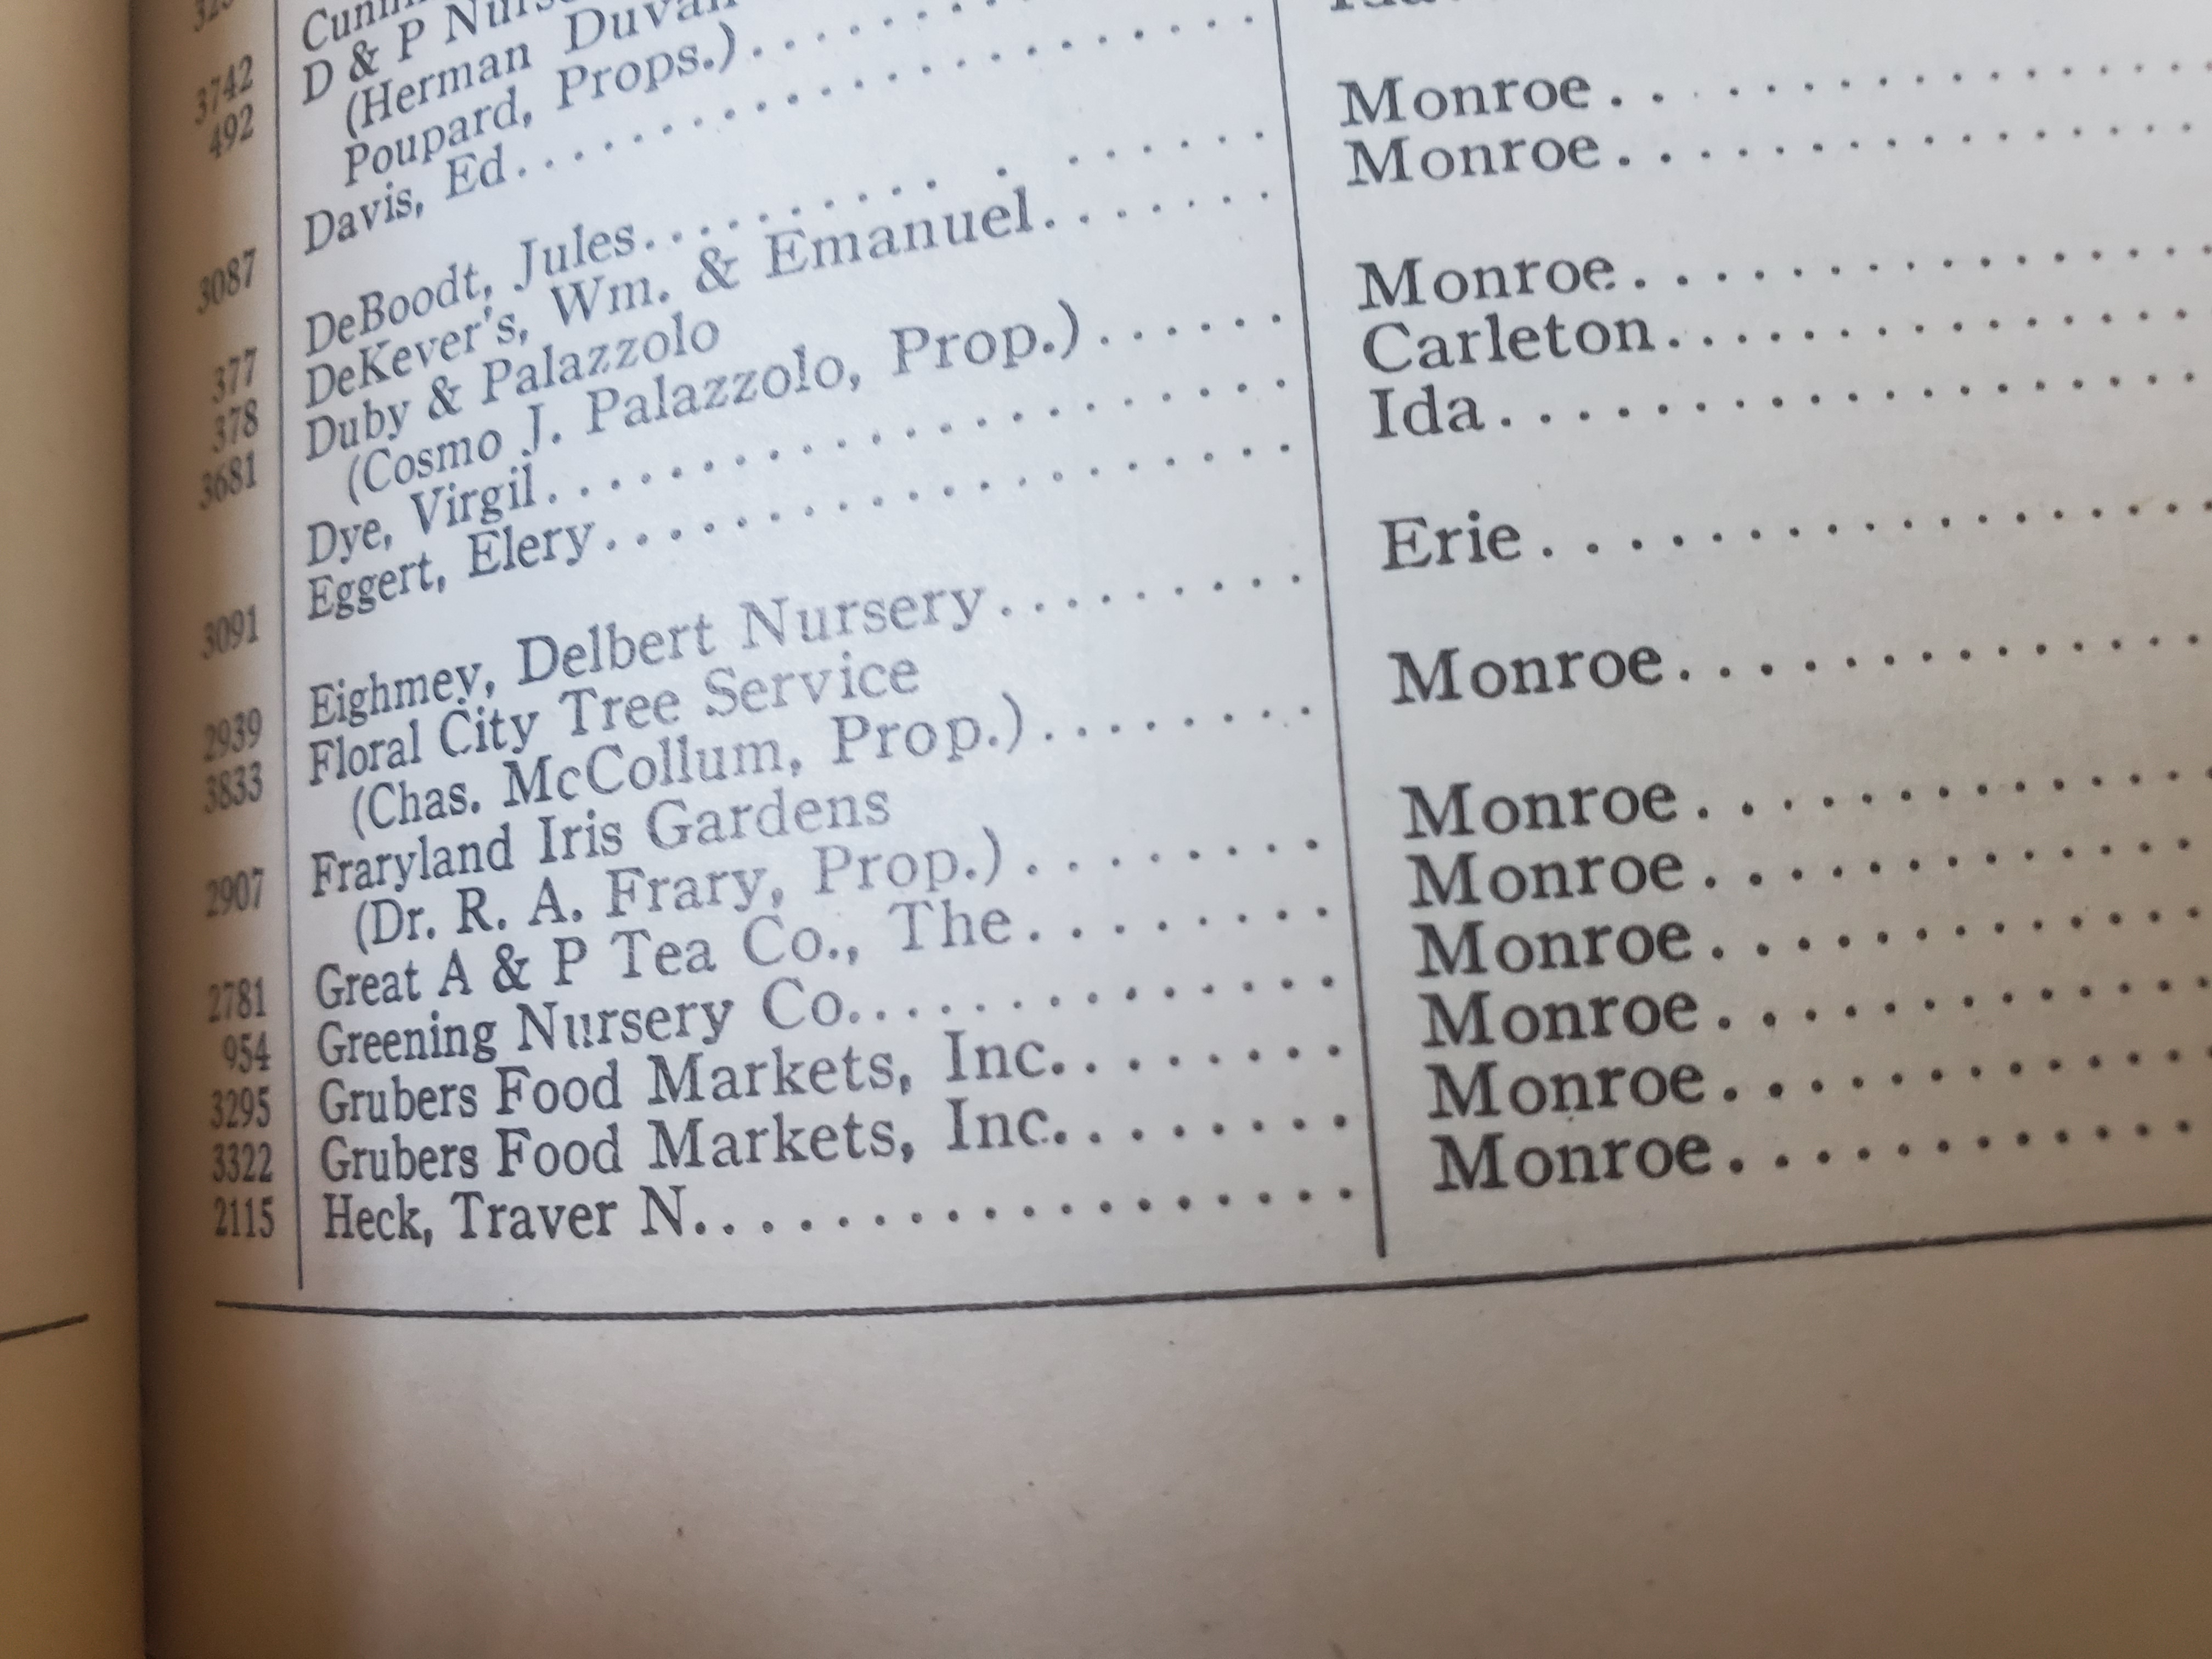 3742 Cunni
492 D & P Nurse
(Herman Duval
Poupard, Props.) Monroe
3087 Davis, Ed Monroe
377 DeBoodt, Jules Monroe
378 DeKever's, Wm. & Emanuel Carleton
3681 Duby & Palazzolo
(Cosmo J. Palazzolo, Prop.) Ida
Dye, Virgil
3091 Eggert, Elery Erie
2939 Eighmey, Delbert Nursery Monroe
3833 Floral City Tree Service
(Chas. McCollum, Prop.) Monroe
2907 Fraryland Iris Gardens
(Dr. R. A. Frary, Prop.) Monroe
2781 Great A & P Tea Co., The Monroe
954 Greening Nursery Co. Monroe
3295 Grubers Food Markets, Inc. Monroe
3322 Grubers Food Markets, Inc. Monroe
2115 Heck, Traver N.